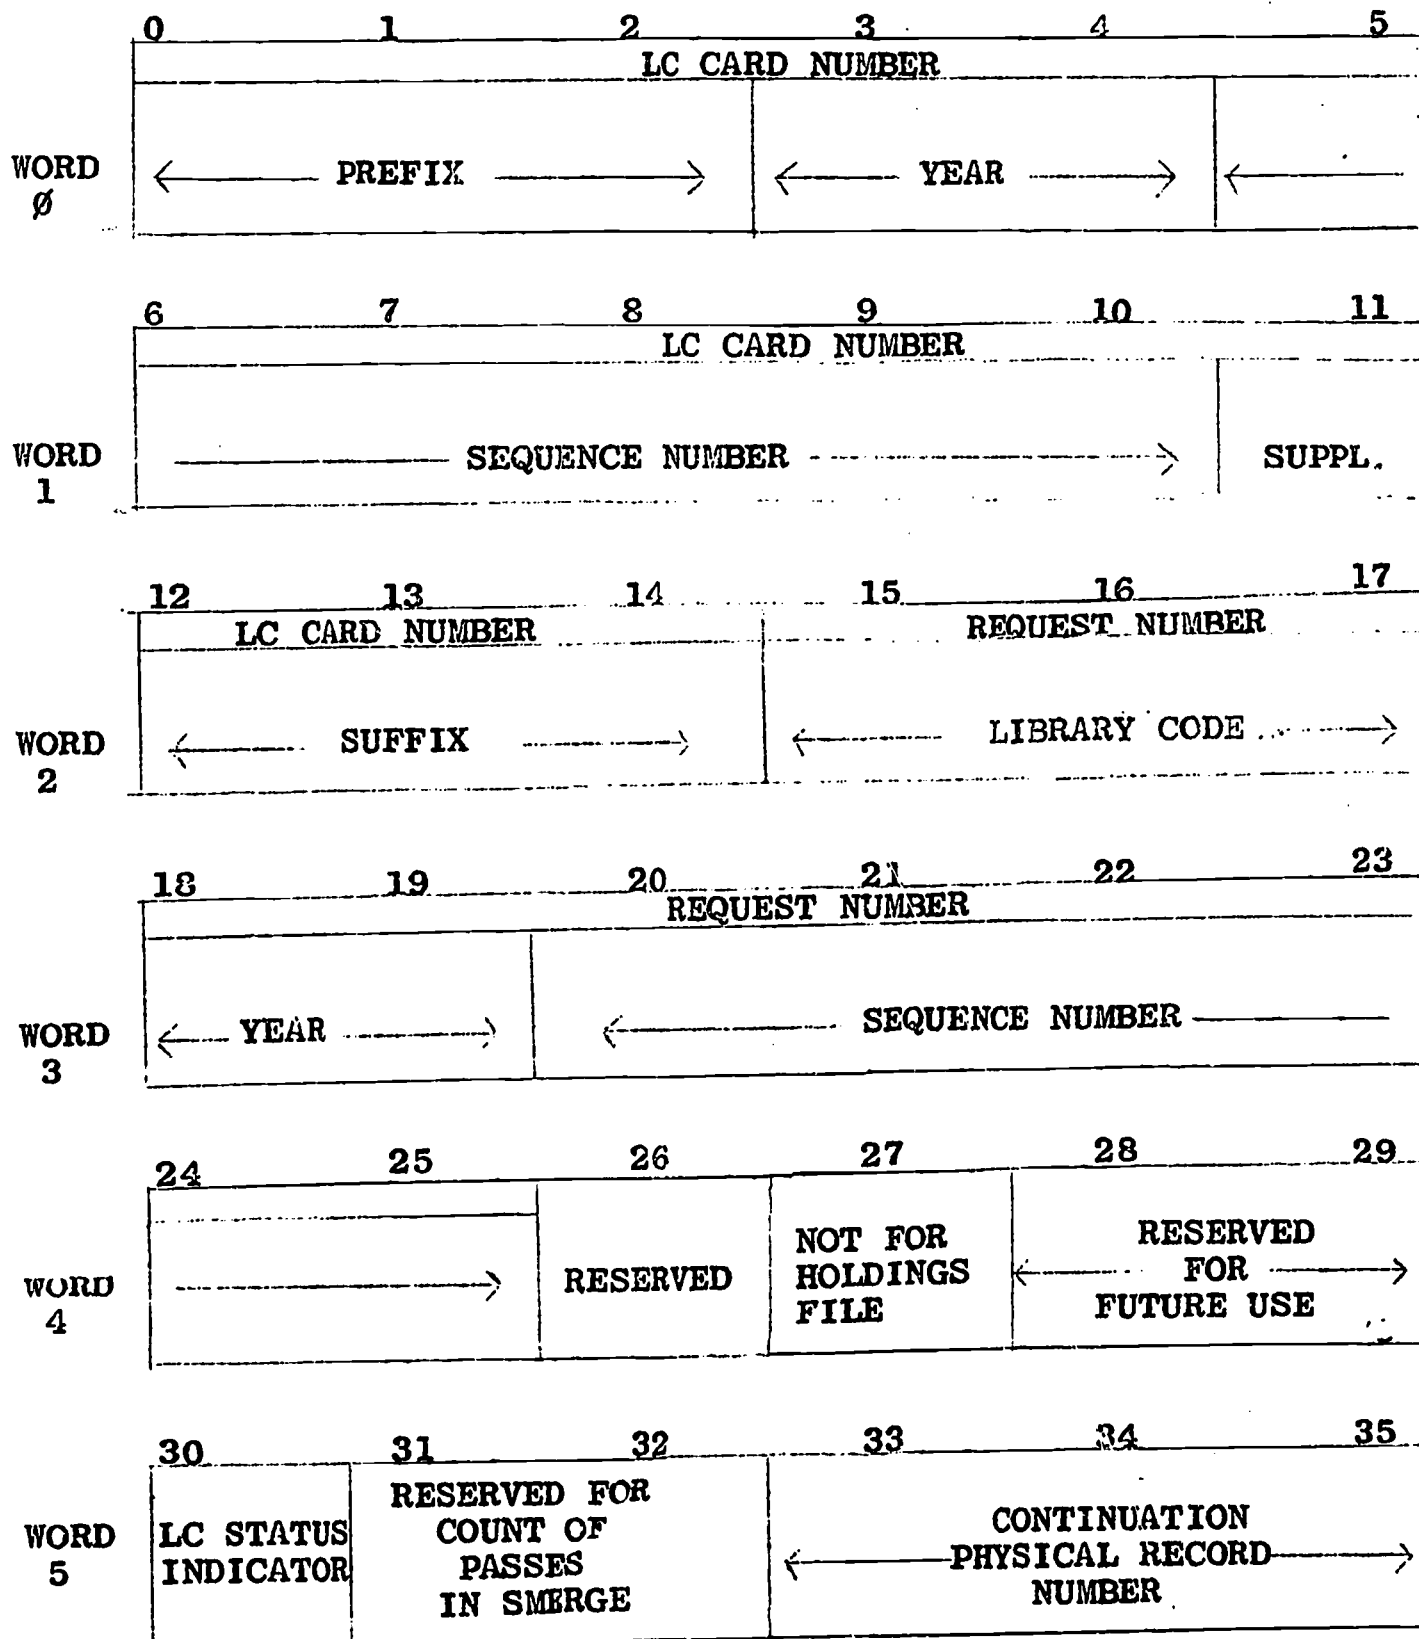 0 1 2 3 4 5
LC CARD NUMBER
WORD Ø PREFIX YEAR
6 7 8 9 10 11
LC CARD NUMBER
WORD 1 SEQUENCE NUMBER SUPPL.
12 13 14 15 16 17
LC CARD NUMBER REQUEST NUMBER
WORD 2 SUFFIX LIBRARY CODE
18 19 20 21 22 23
REQUEST NUMBER
WORD 3 YEAR SEQUENCE NUMBER
24 25 26 27 28 29
WORD 4
RESERVED
NOT FOR
HOLDINGS
FILE
RESERVED
FOR
FUTURE USE
30 31 32 33 34 35
WORD 5
LC STATUS
INDICATOR
RESERVED FOR
COUNT OF
PASSES
IN SMERGE
CONTINUATION
PHYSICAL RECORD
NUMBER